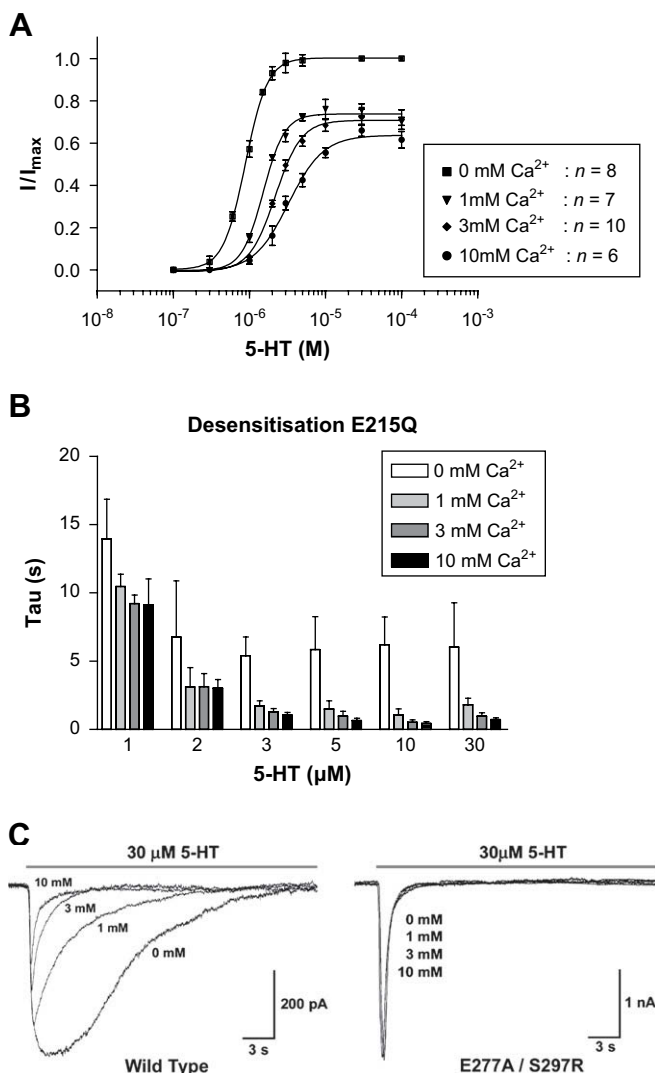 A
I/Imax
1.0
0.8
0.6
0.4
0.2
0.0
10⁻⁸
10⁻⁷
10⁻⁶
10⁻⁵
10⁻⁴
10⁻³
5-HT (M)
0 mM Ca²⁺ : n = 8
1mM Ca²⁺ : n = 7
3mM Ca²⁺ : n = 10
10mM Ca²⁺ : n = 6
B
Desensitisation E215Q
Tau (s)
20
15
10
5
0
0 mM Ca²⁺
1 mM Ca²⁺
3 mM Ca²⁺
10 mM Ca²⁺
1 2 3 5 10 30
5-HT (µM)
C
30 µM 5-HT
10 mM
3 mM
1 mM
0 mM
200 pA
3 s
Wild Type
30µM 5-HT
0 mM
1 mM
3 mM
10 mM
1 nA
3 s
E277A / S297R